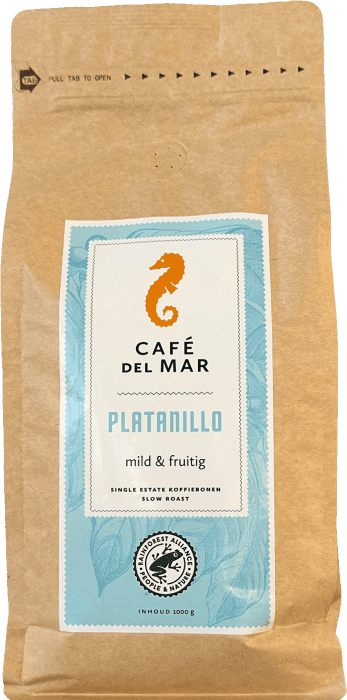 TAB
PULL TAB TO OPEN
CAFÉ
DEL MAR
PLATANILLO
mild & fruitig
SINGLE ESTATE KOFFIEBONEN
SLOW ROAST
RAINFOREST ALLIANCE
PEOPLE & NATURE
INHOUD 1000 g